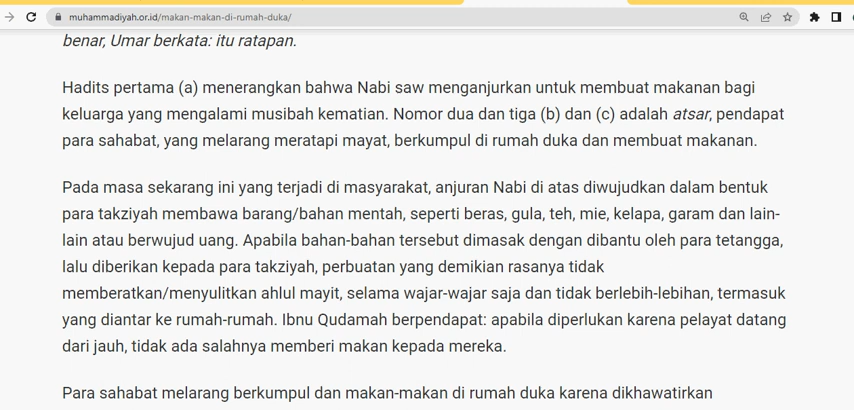 muhammadiyah.or.id/makan-makan-di-rumah-duka/
benar, Umar berkata: itu ratapan.
Hadits pertama (a) menerangkan bahwa Nabi saw menganjurkan untuk membuat makanan bagi
keluarga yang mengalami musibah kematian. Nomor dua dan tiga (b) dan (c) adalah atsar, pendapat
para sahabat, yang melarang meratapi mayat, berkumpul di rumah duka dan membuat makanan.
Pada masa sekarang ini yang terjadi di masyarakat, anjuran Nabi di atas diwujudkan dalam bentuk
para takziyah membawa barang/bahan mentah, seperti beras, gula, teh, mie, kelapa, garam dan lain-
lain atau berwujud uang. Apabila bahan-bahan tersebut dimasak dengan dibantu oleh para tetangga,
lalu diberikan kepada para takziyah, perbuatan yang demikian rasanya tidak
memberatkan/menyulitkan ahlul mayit, selama wajar-wajar saja dan tidak berlebih-lebihan, termasuk
yang diantar ke rumah-rumah. Ibnu Qudamah berpendapat: apabila diperlukan karena pelayat datang
dari jauh, tidak ada salahnya memberi makan kepada mereka.
Para sahabat melarang berkumpul dan makan-makan di rumah duka karena dikhawatirkan